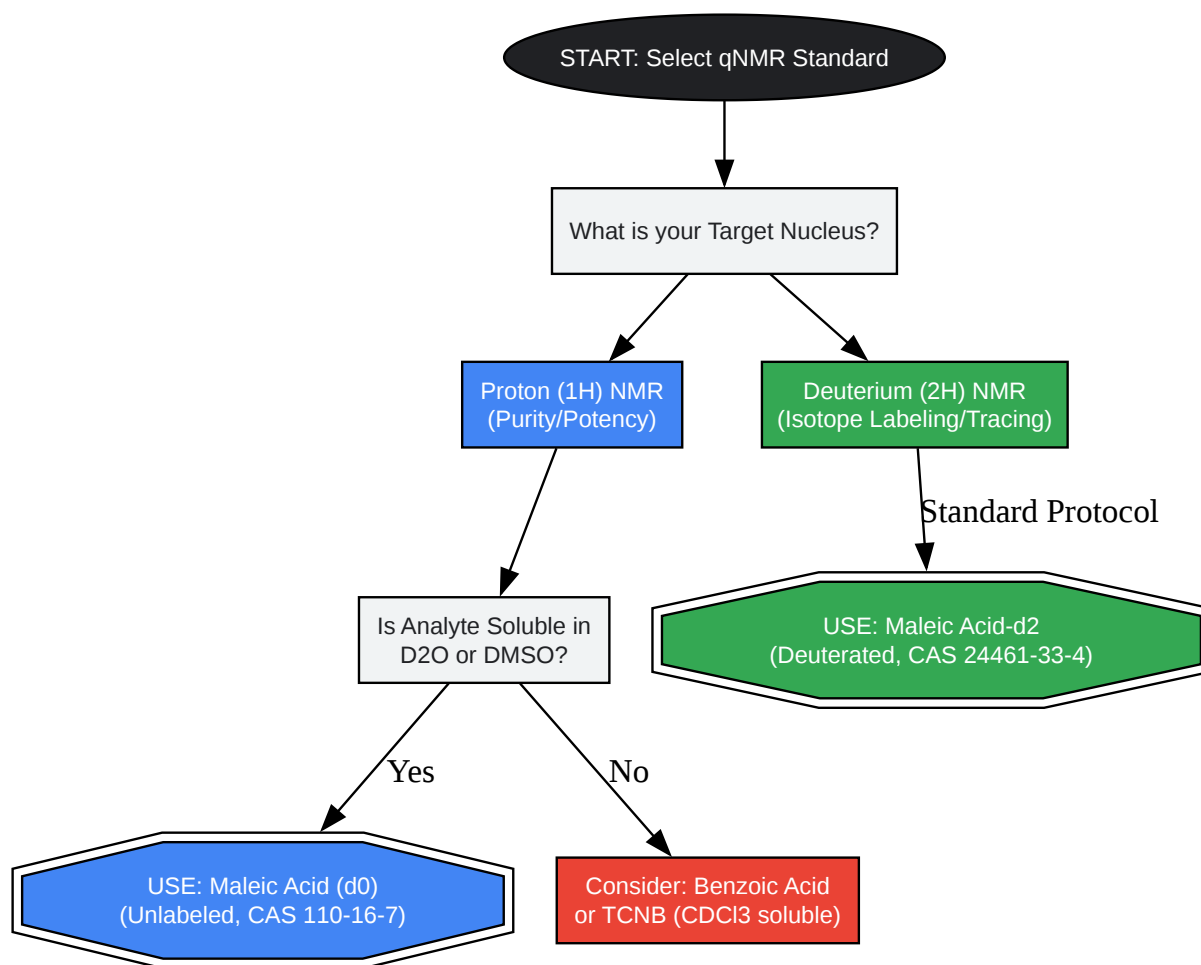 START: Select qNMR Standard
What is your Target Nucleus?
Proton (1H) NMR
(Purity/Potency)
Deuterium (2H) NMR
(Isotope Labeling/Tracing)
Standard Protocol
Is Analyte Soluble in
D2O or DMSO?
USE: Maleic Acid-d2
(Deuterated, CAS 24461-33-4)
Yes
No
USE: Maleic Acid (d0)
(Unlabeled, CAS 110-16-7)
Consider: Benzoic Acid
or TCNB (CDCl3 soluble)